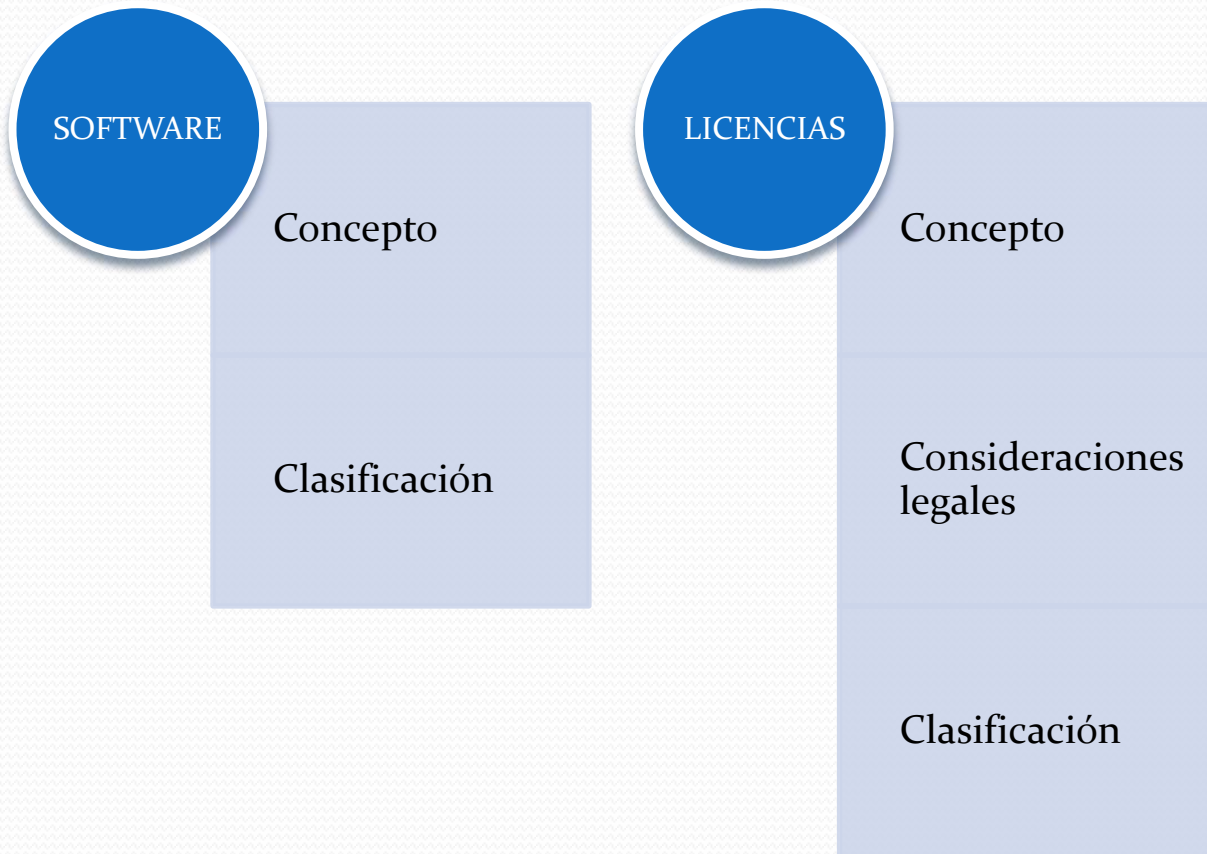 SOFTWARE
Concepto
Clasificación
LICENCIAS
Concepto
Consideraciones
legales
Clasificación